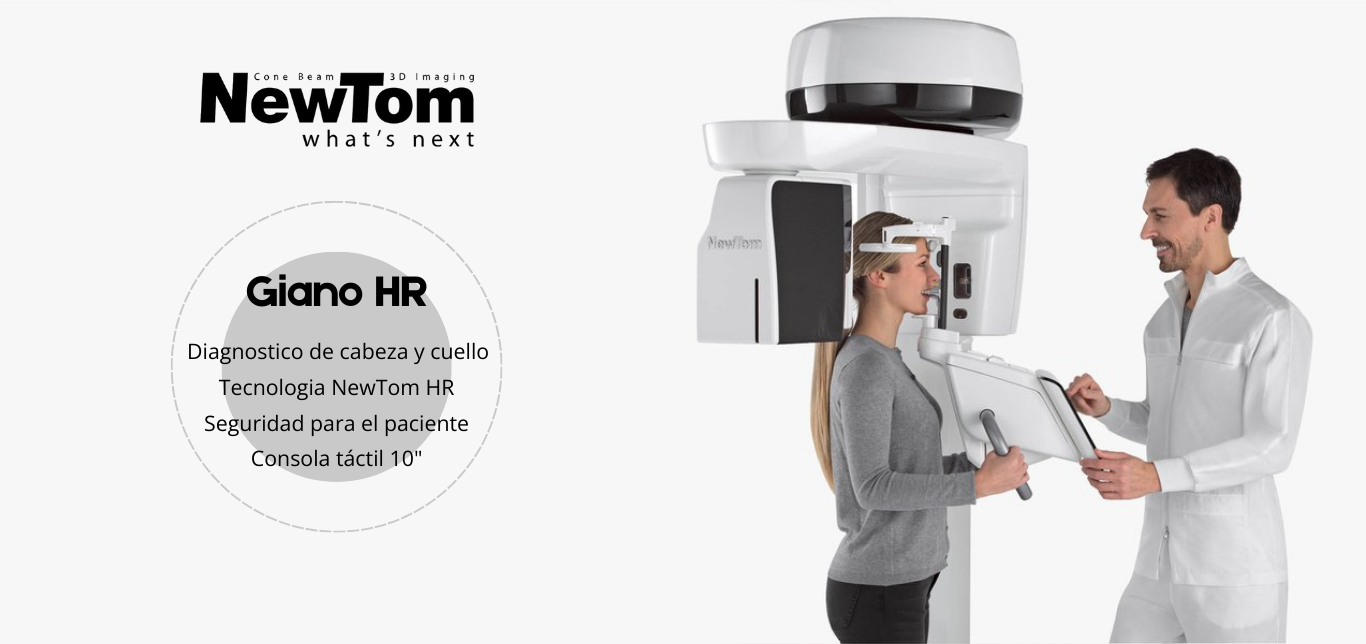 Cone Beam 3D Imaging
NewTom
what's next
Giano HR
Diagnostico de cabeza y cuello
Tecnologia NewTom HR
Seguridad para el paciente
Consola táctil 10"
NewTom